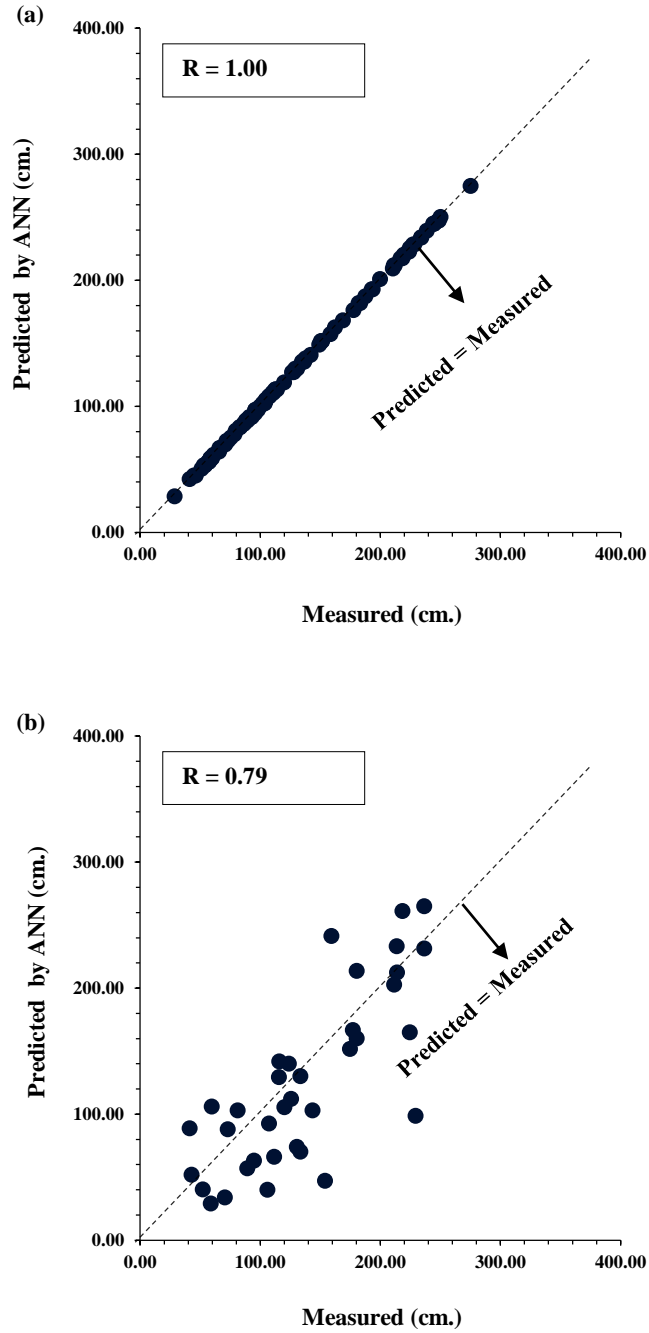 (a)
400.00
R = 1.00
300.00
Predicted by ANN (cm.)
200.00
Predicted = Measured
100.00
0.00
0.00 100.00 200.00 300.00 400.00
Measured (cm.)
(b)
400.00
R = 0.79
300.00
Predicted by ANN (cm.)
200.00
Predicted = Measured
100.00
0.00
0.00 100.00 200.00 300.00 400.00
Measured (cm.)